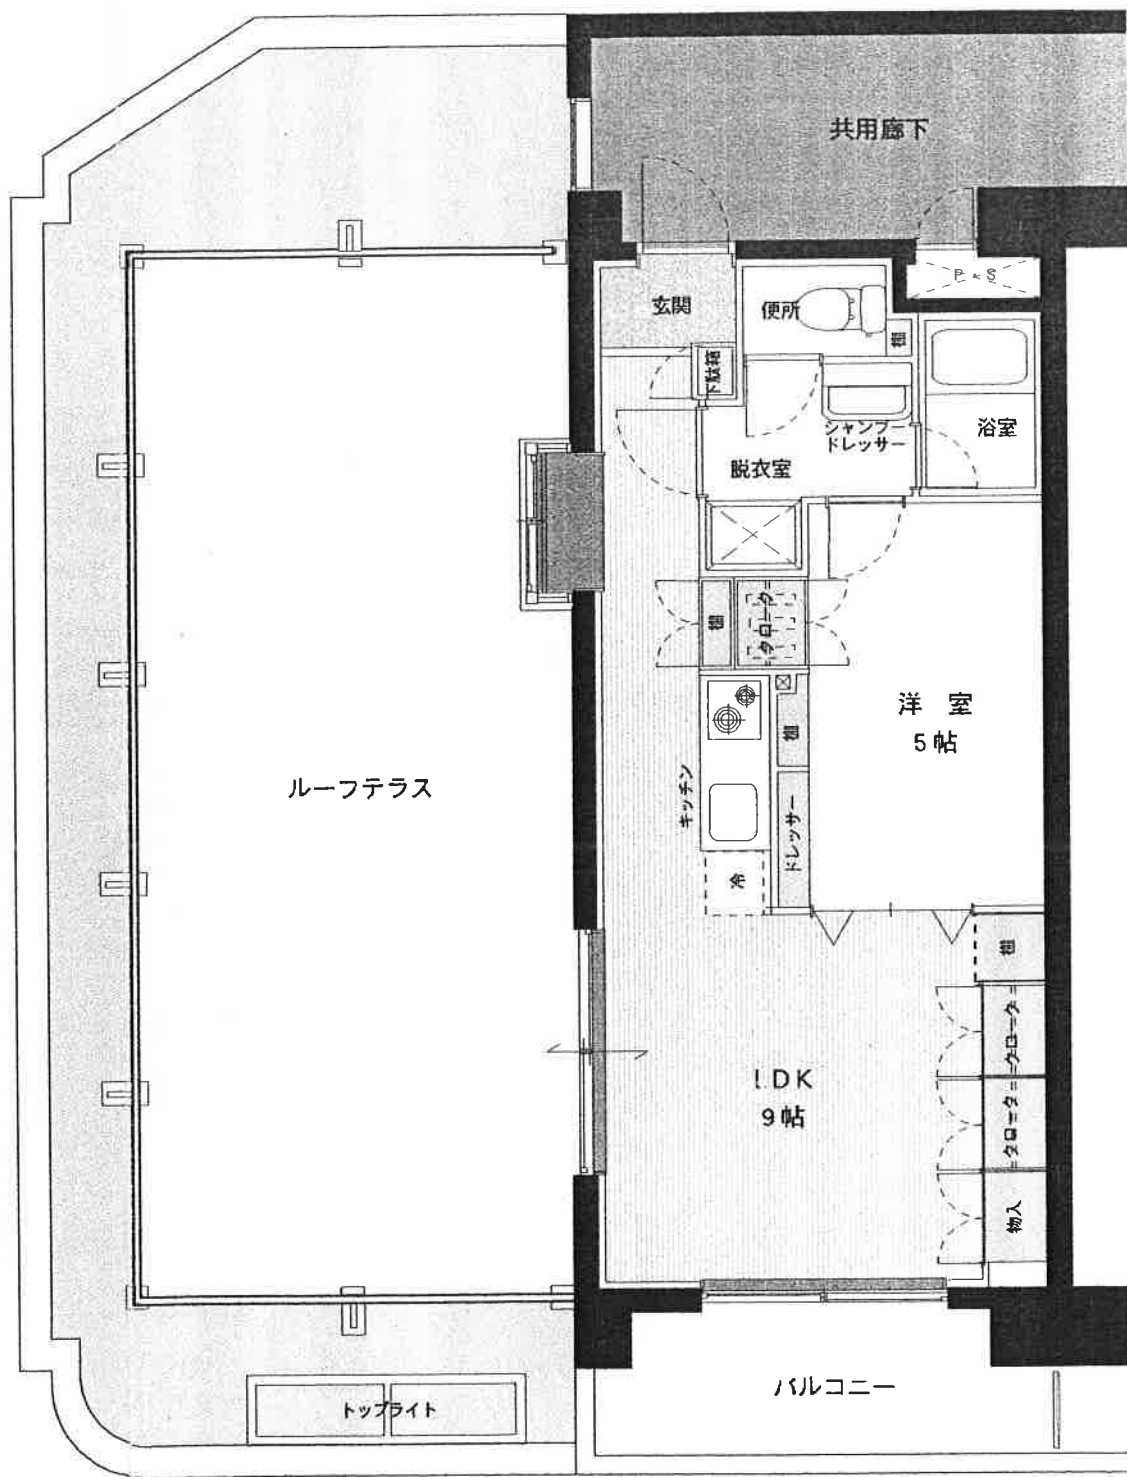 共用廊下
P S
玄関
便所
棚
下駄箱
浴室
シャンプー
ドレッサー
脱衣室
棚
クローク
洋 室
5帖
棚
キッチン
ドレッサー
冷
ルーフテラス
棚
クローク
LDK
9帖
クローク
物入
バルコニー
トップライト